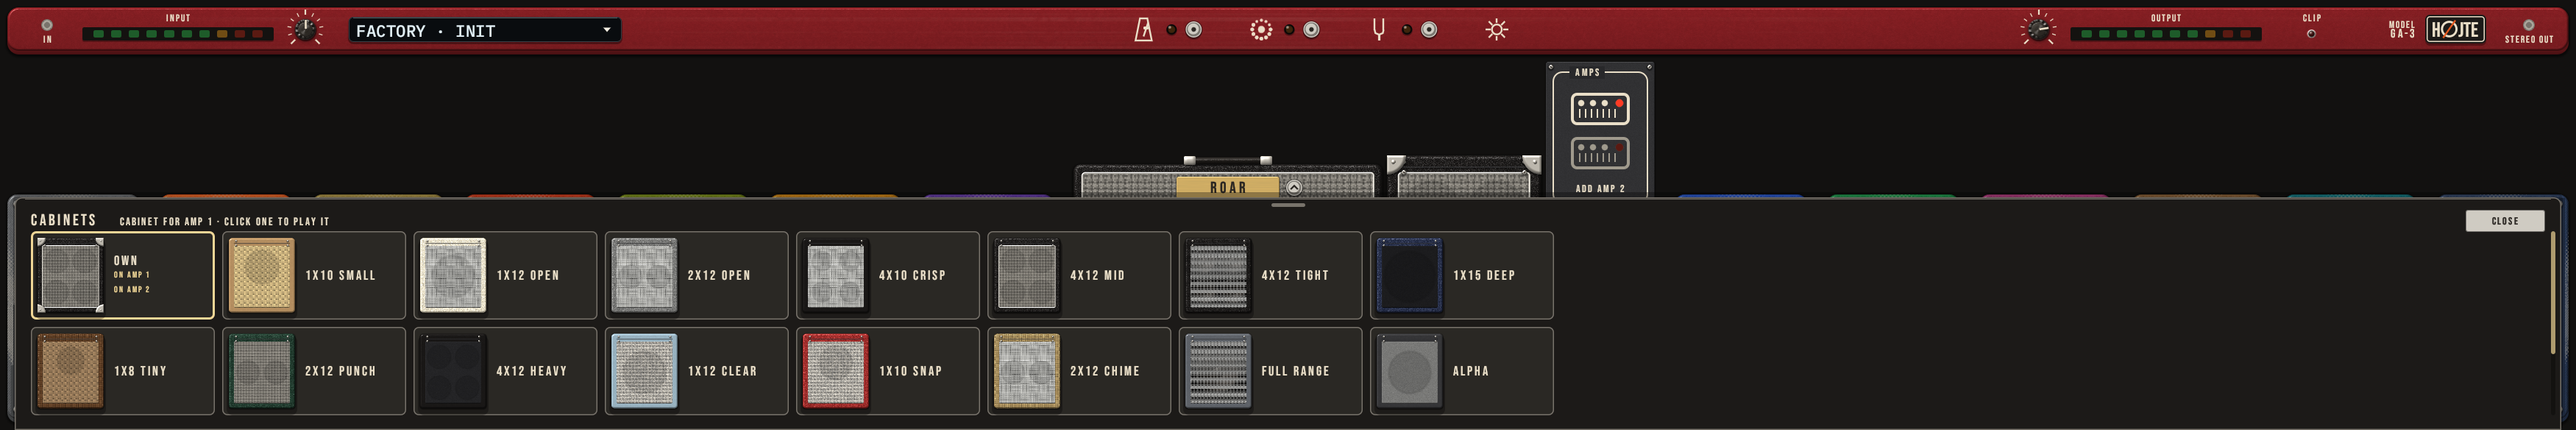 INPUT
IN
FACTORY · INIT
OUTPUT
CLIP
MODEL
GA-3
HØJTE
STEREO OUT
AMPS
ADD AMP 2
ROAR
CABINETS
CABINET FOR AMP 1 · CLICK ONE TO PLAY IT
CLOSE
OWN
ON AMP 1
ON AMP 2
1X10 SMALL
1X12 OPEN
2X12 OPEN
4X10 CRISP
4X12 MID
4X12 TIGHT
1X15 DEEP
1X8 TINY
2X12 PUNCH
4X12 HEAVY
1X12 CLEAR
1X10 SNAP
2X12 CHIME
FULL RANGE
ALPHA